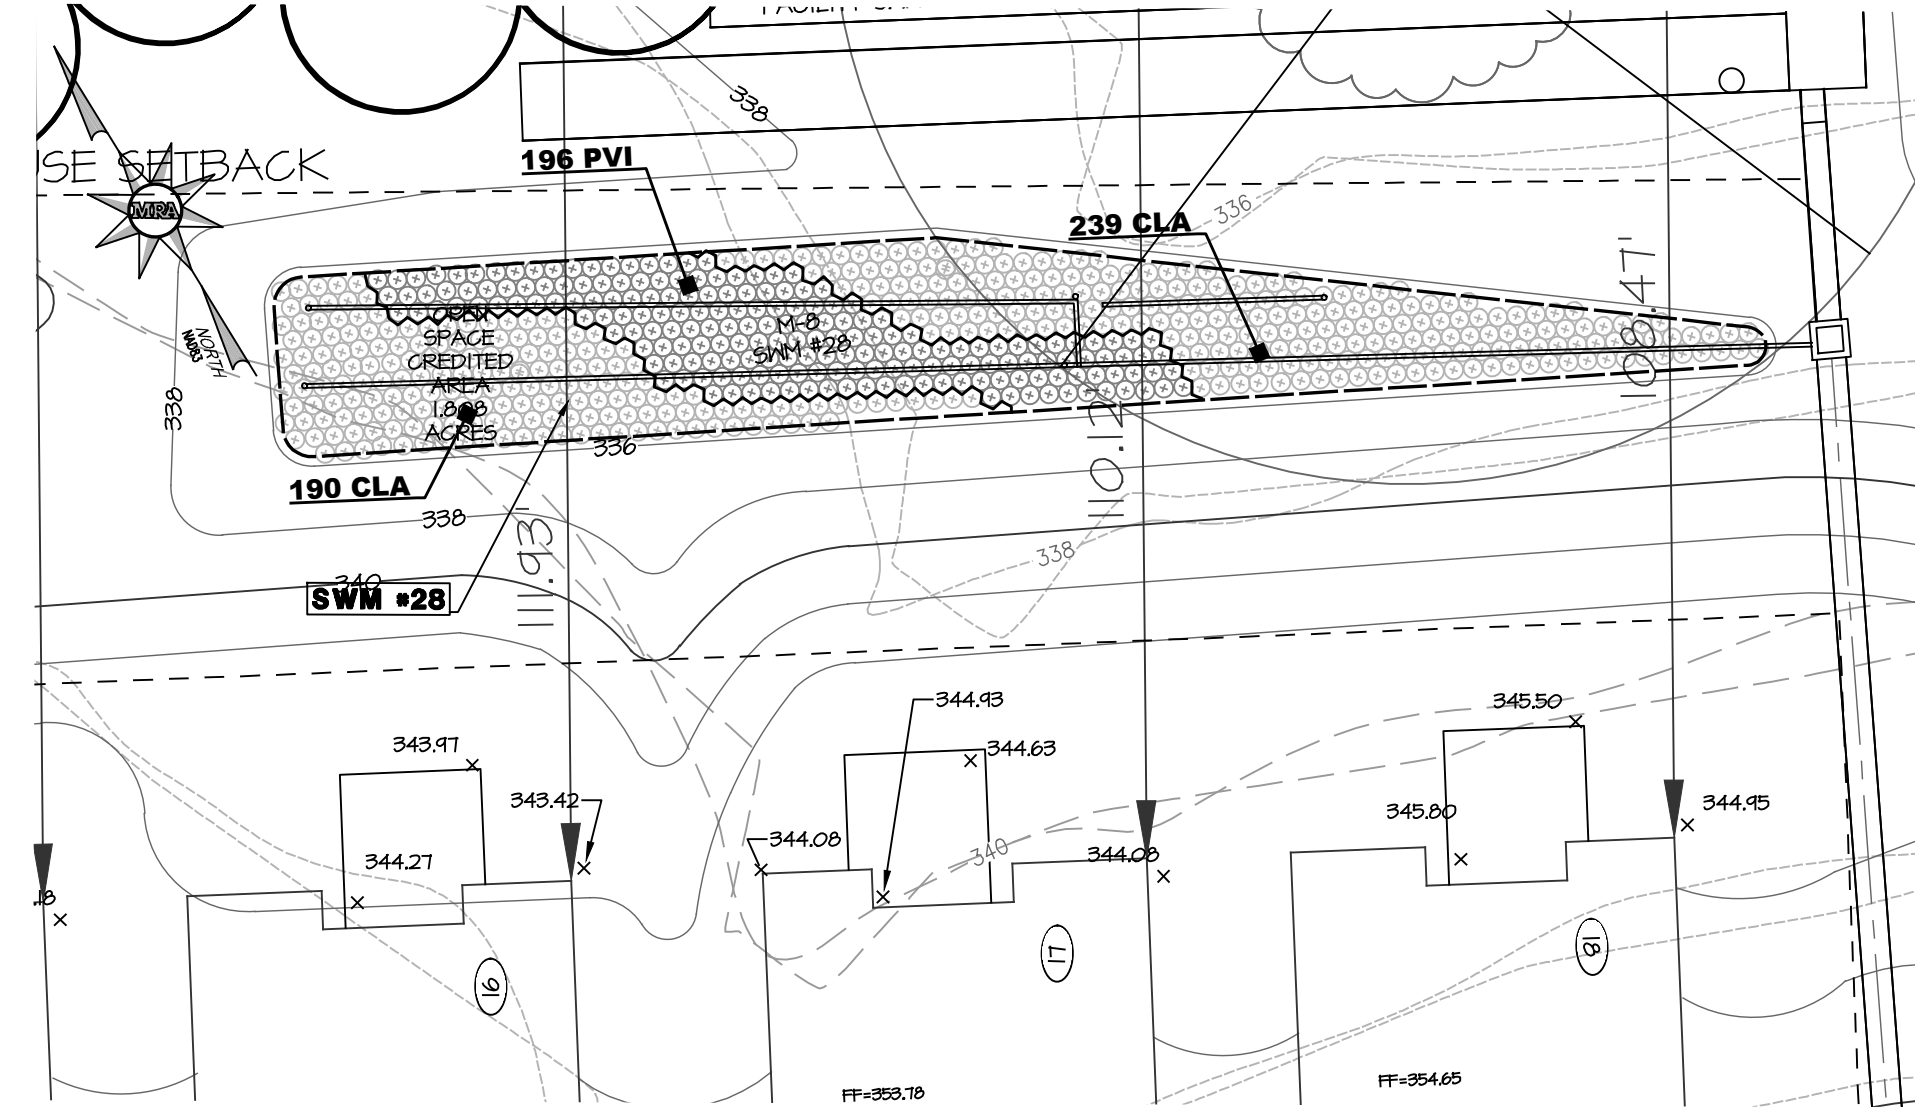 338
196 PVI
USE SETBACK
MRA
NORTH
NAD83
239 CLA
336
108.47
OPEN
SPACE
CREDITED
AREA
1.808
ACRES
M-8
SWM #28
338
336
190 CLA
338
110.12
111.93
338
340
SWM #28
344.93
345.50
343.97
344.63
343.42
344.08
345.80
344.95
344.27
340
344.08
.18
16
17
18
FF=353.78
FF=354.65